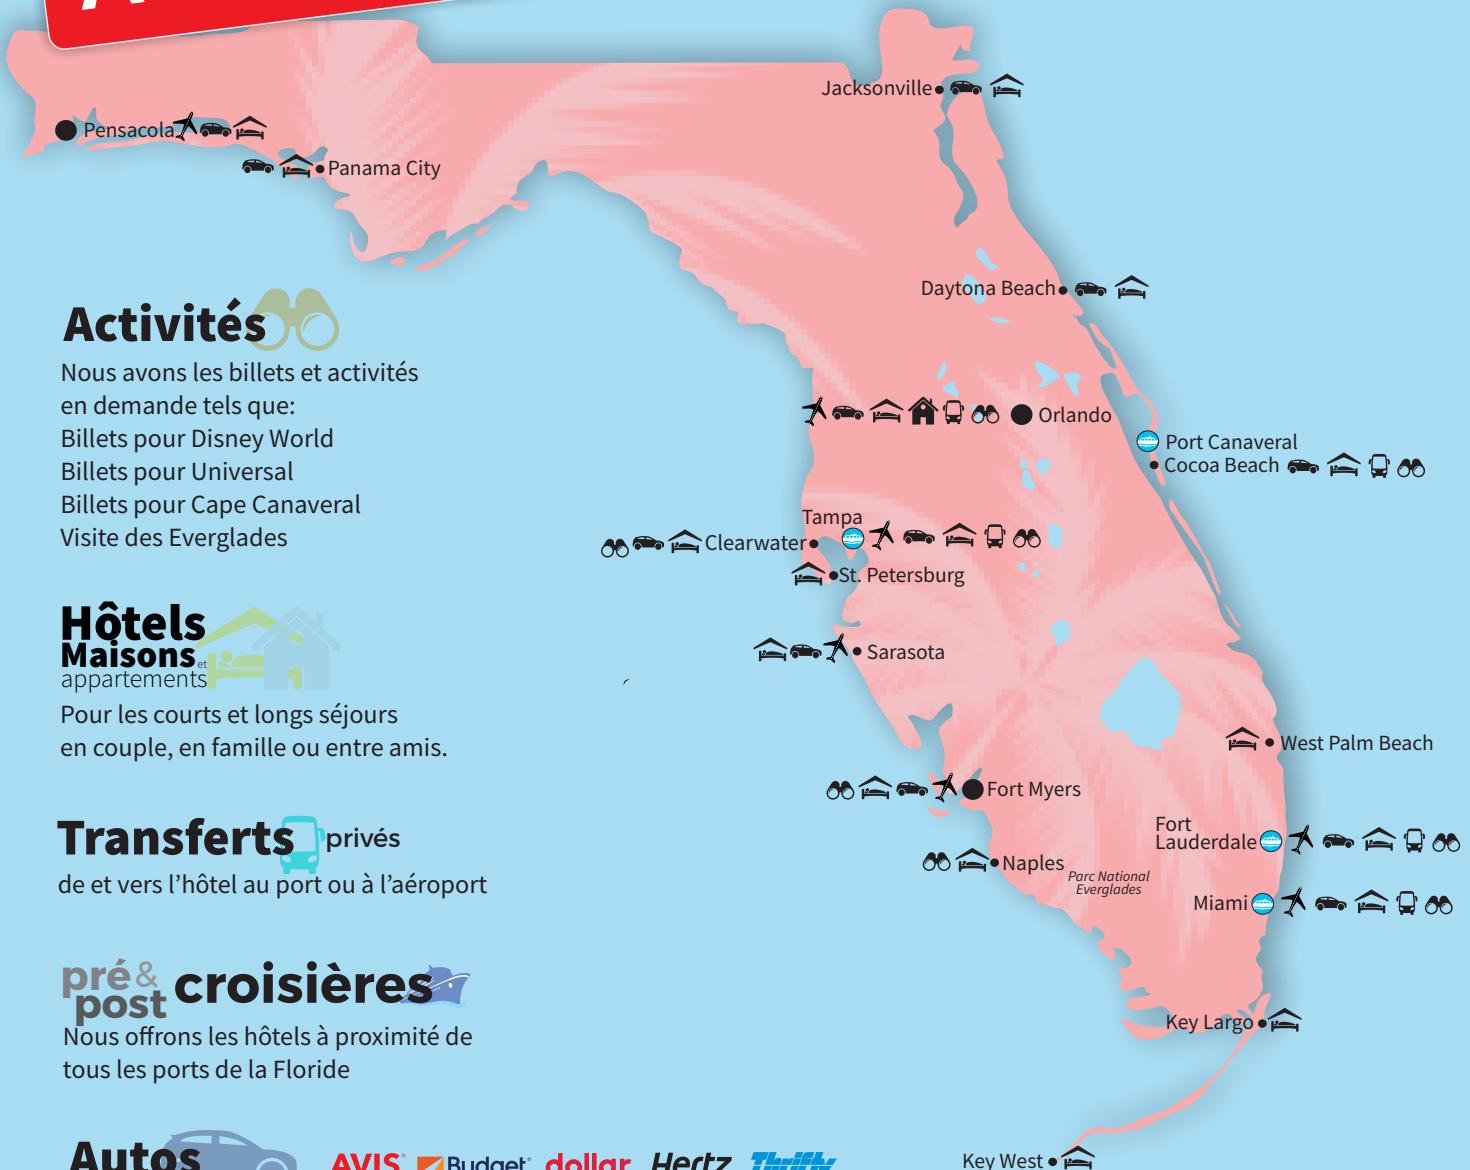 Jacksonville
Pensacola
Panama City
Daytona Beach
Orlando
Port Canaveral
Cocoa Beach
Tampa
Clearwater
St. Petersburg
Sarasota
West Palm Beach
Fort Myers
Fort
Lauderdale
Naples
Parc National
Everglades
Miami
Key Largo
Key West
Activités
Nous avons les billets et activités
en demande tels que:
Billets pour Disney World
Billets pour Universal
Billets pour Cape Canaveral
Visite des Everglades
Hôtels
Maisons et
appartements
Pour les courts et longs séjours
en couple, en famille ou entre amis.
Transferts privés
de et vers l’hôtel au port ou à l’aéroport
pré &
post croisières
Nous offrons les hôtels à proximité de
tous les ports de la Floride
Autos
AVIS Budget dollar Hertz Thrifty